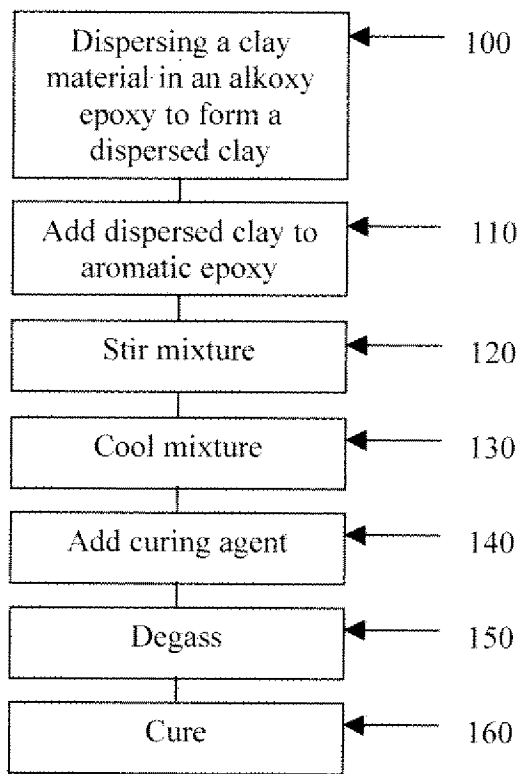 Dispersing a clay
100
material in an alkoxy
epoxy to form a
dispersed clay
Add dispersed clay to
110
aromatic epoxy
Stir mixture
120
Cool mixture
130
Add curing agent
140
Degass
150
Cure
160